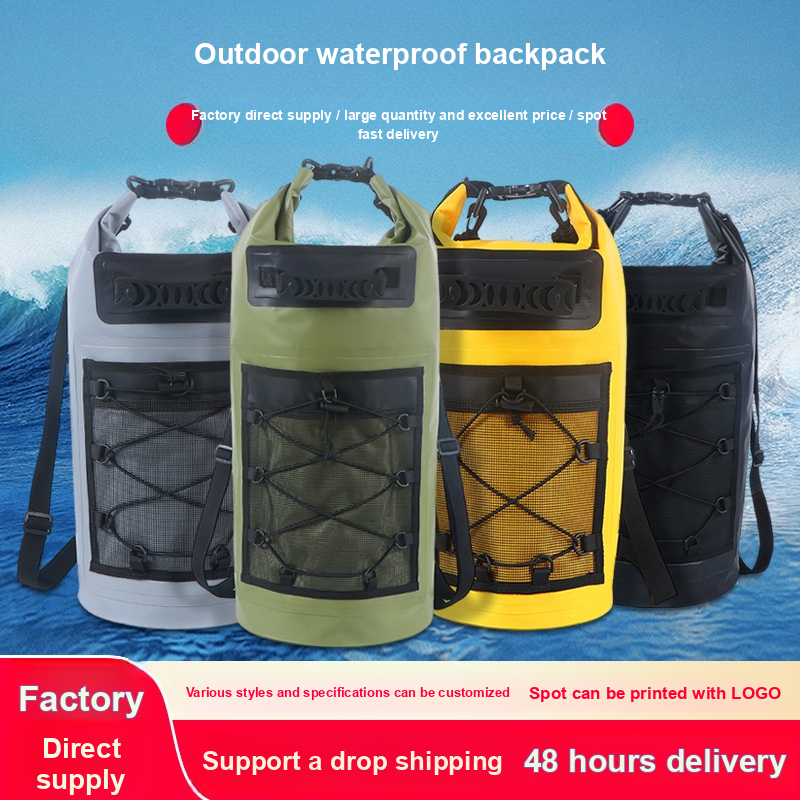 Outdoor waterproof backpack
Factory direct supply / large quantity and excellent price / spot
fast delivery
Factory
Various styles and specifications can be customized
Spot can be printed with LOGO
Direct
supply
Support a drop shipping
48 hours delivery